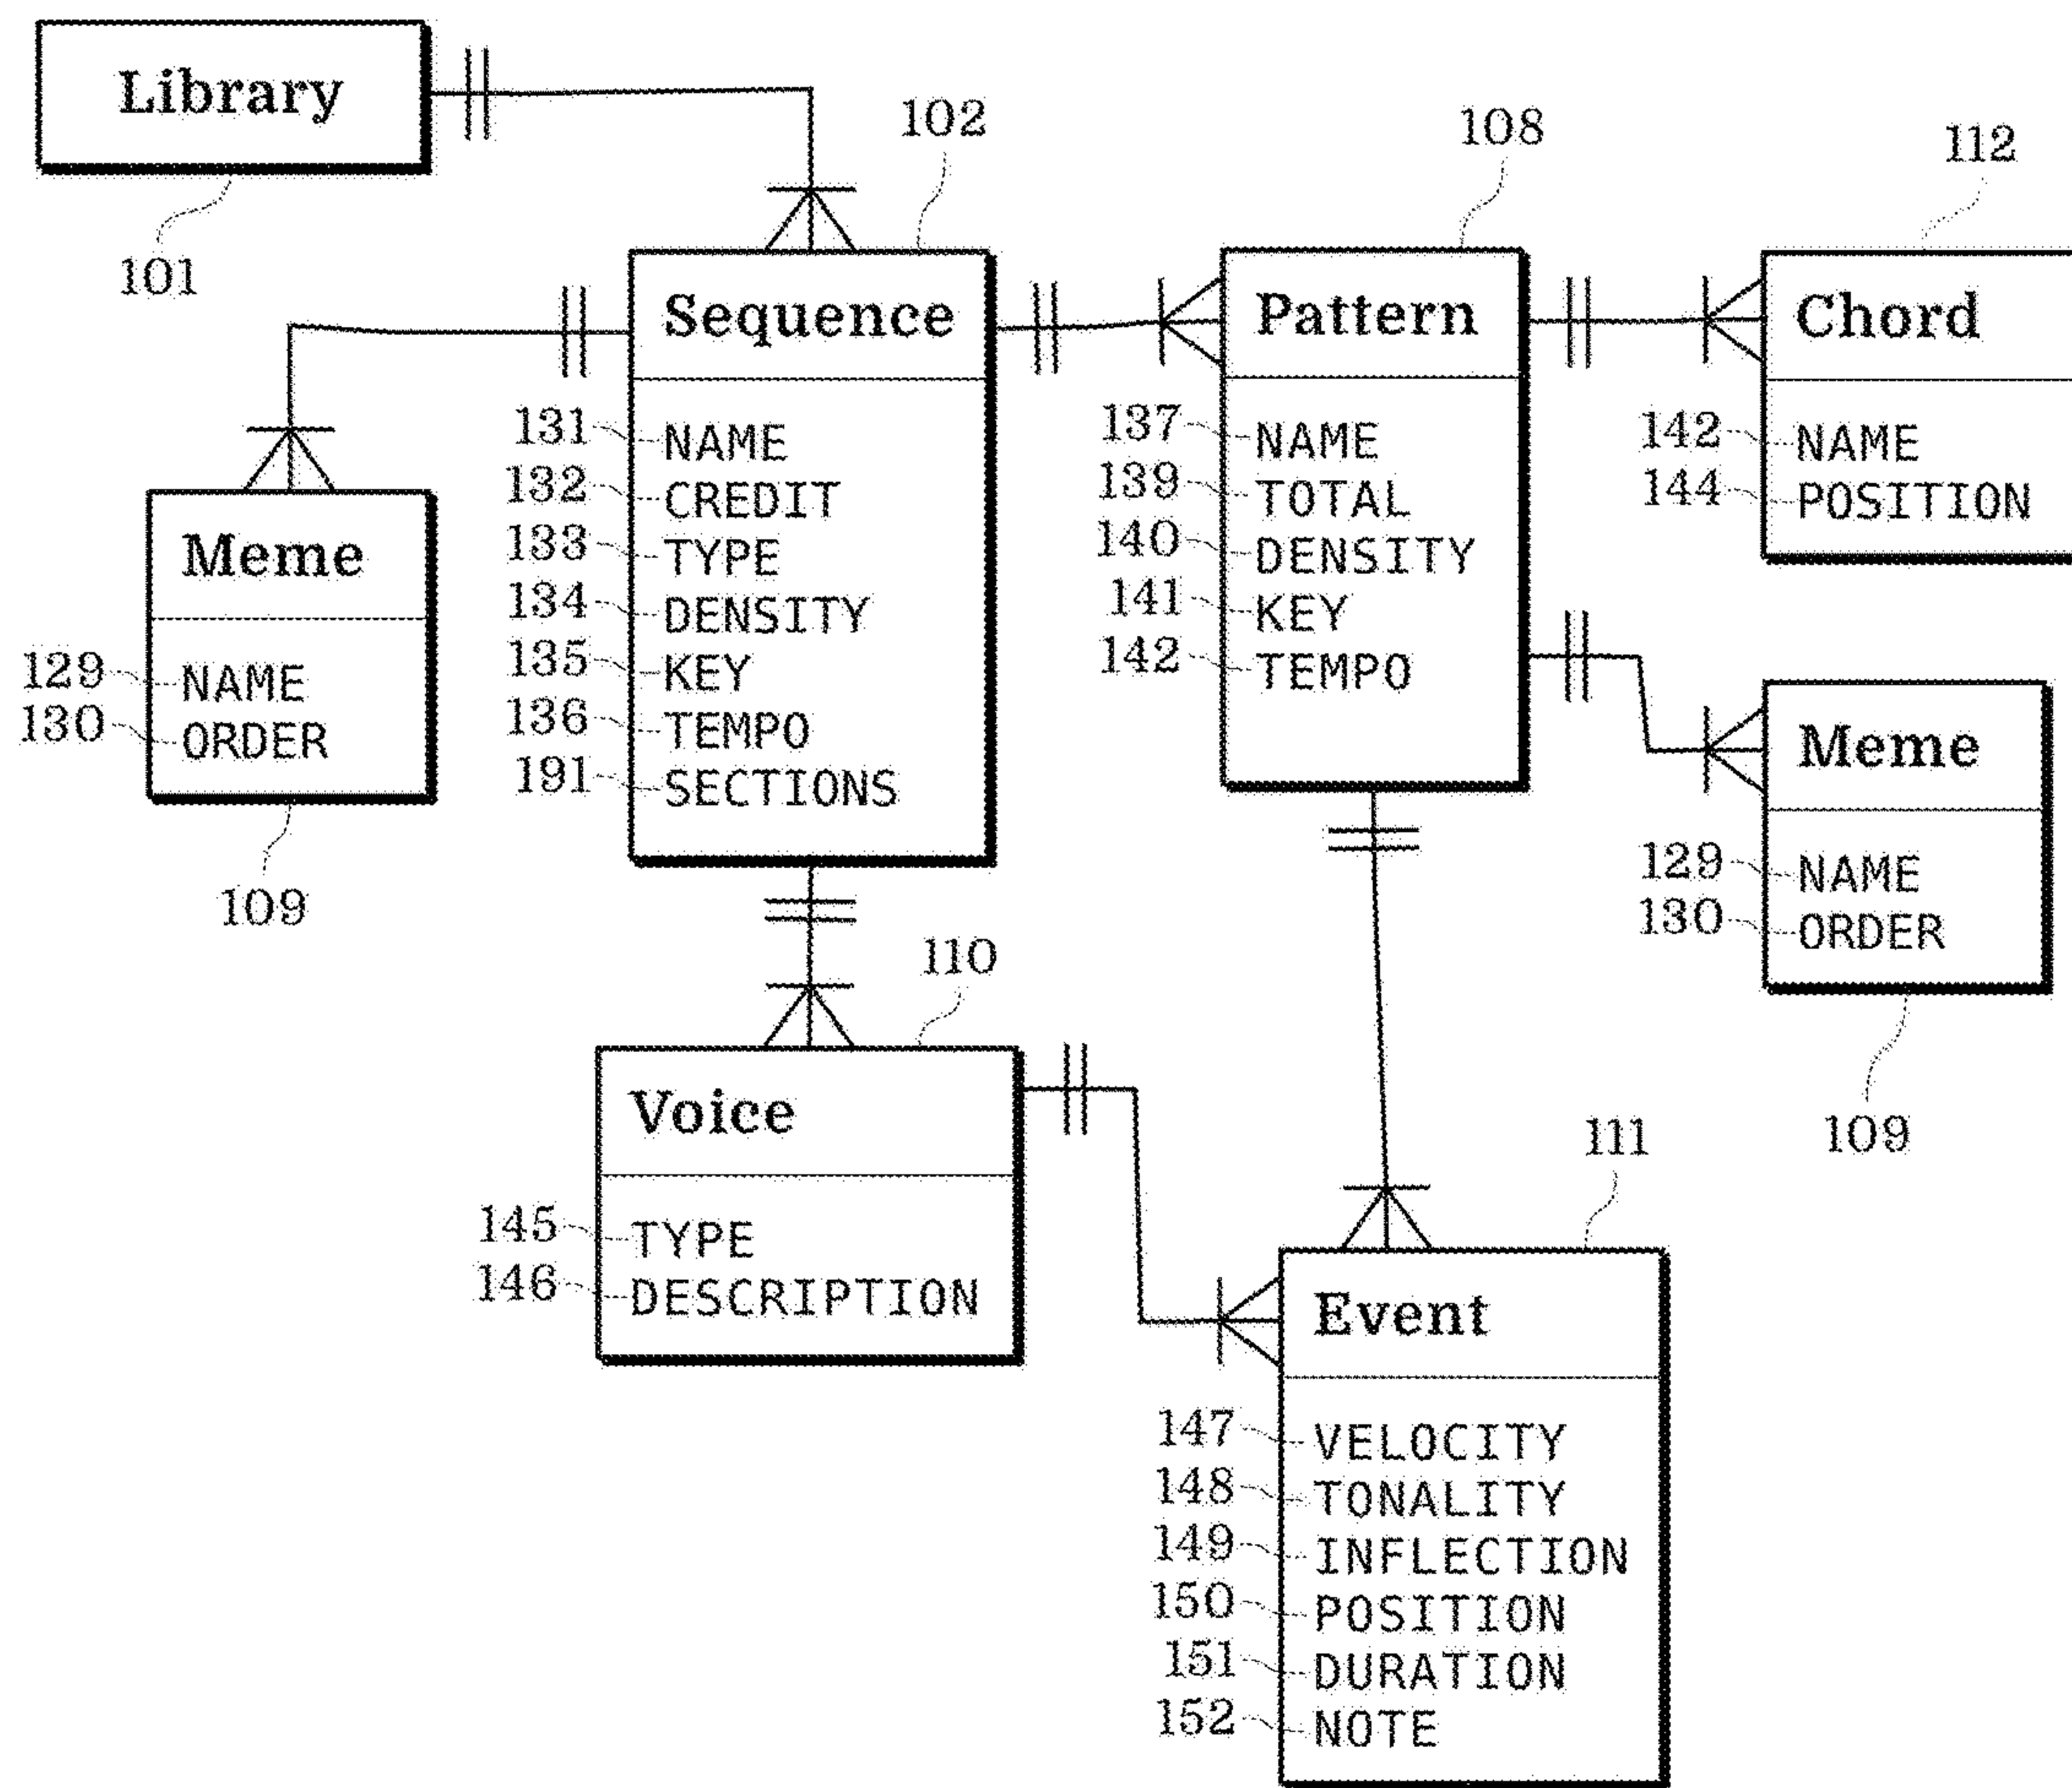 Library
101
102
Sequence
131 NAME
132 CREDIT
133 TYPE
134 DENSITY
135 KEY
136 TEMPO
191 SECTIONS
108
Pattern
137 NAME
139 TOTAL
140 DENSITY
141 KEY
142 TEMPO
112
Chord
142 NAME
144 POSITION
Meme
129 NAME
130 ORDER
109
Meme
129 NAME
130 ORDER
109
110
Voice
145 TYPE
146 DESCRIPTION
111
Event
147 VELOCITY
148 TONALITY
149 INFLECTION
150 POSITION
151 DURATION
152 NOTE